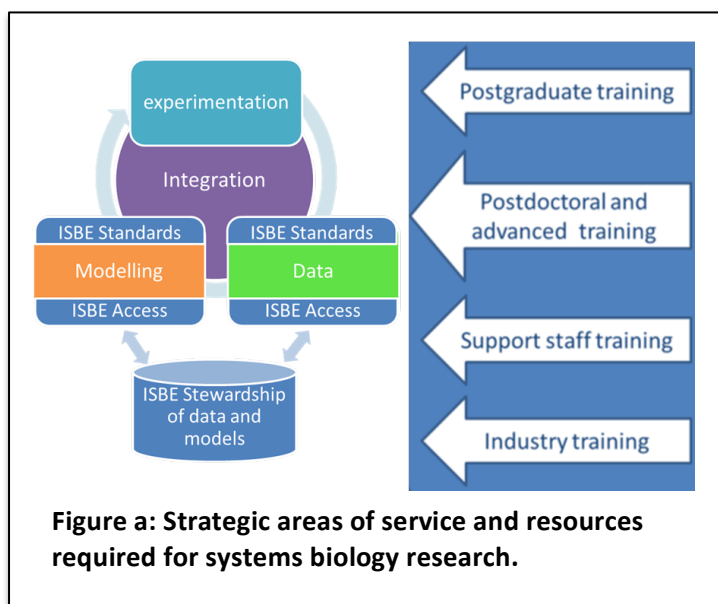 experimentation
Integration
ISBE Standards
Modelling
ISBE Access
ISBE Standards
Data
ISBE Access
ISBE Stewardship
of data and
models
Postgraduate training
Postdoctoral and
advanced training
Support staff training
Industry training
Figure a: Strategic areas of service and resources
required for systems biology research.